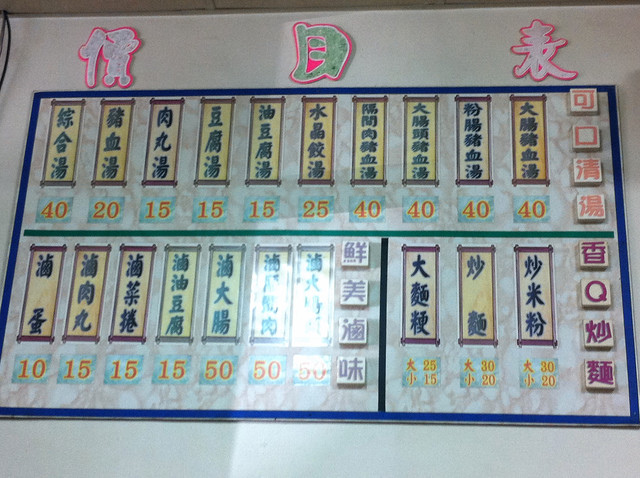 價目表
可口清湯
大腸豬血湯
40
粉腸豬血湯
40
大腸頭豬血湯
40
隔間肉豬血湯
40
水晶餃湯
25
油豆腐湯
15
豆腐湯
15
肉丸湯
15
豬血湯
20
綜合湯
40
香Q炒麵
炒米粉
大 30
小 20
炒麵
大 30
小 20
大麵粳
大 25
小 15
鮮美滷味
50
50
滷大腸
50
滷油豆腐
15
滷菜捲
15
滷肉丸
15
滷蛋
10